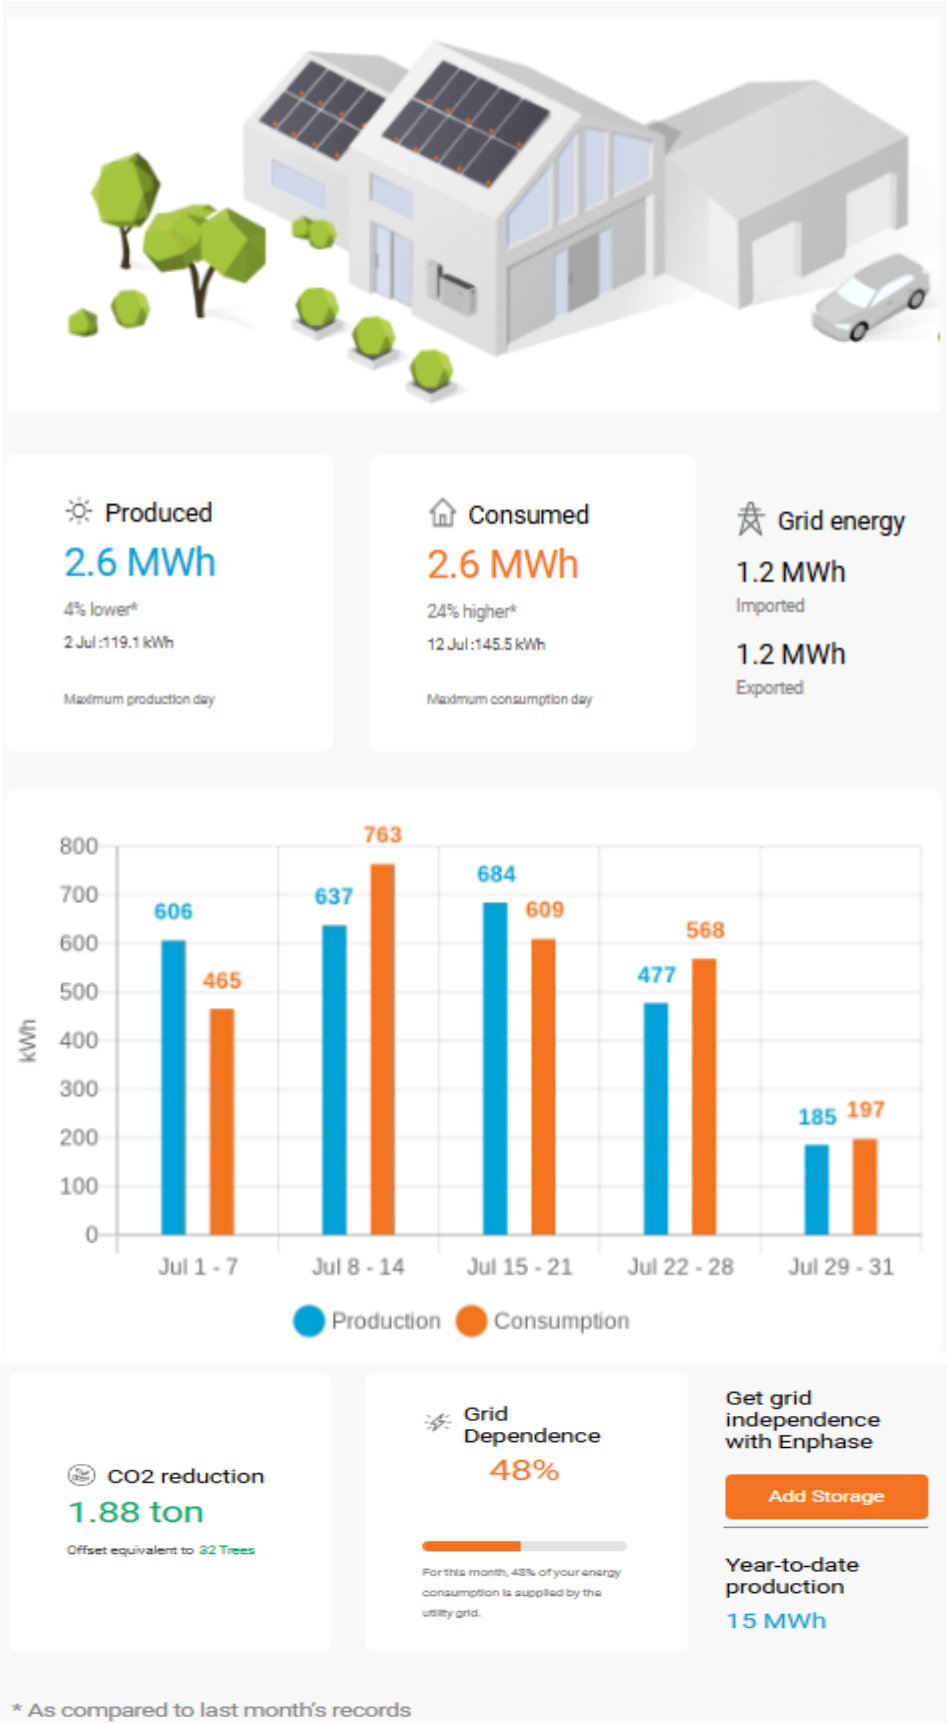 Produced
2.6 MWh
4% lower*
2 Jul :119.1 kWh
Maximum production day
Consumed
2.6 MWh
24% higher*
12 Jul :145.5 kWh
Maximum consumption day
Grid energy
1.2 MWh
Imported
1.2 MWh
Exported
kWh
800
700
600
500
400
300
200
100
0
606
465
637
763
684
609
477
568
185
197
Jul 1 - 7
Jul 8 - 14
Jul 15 - 21
Jul 22 - 28
Jul 29 - 31
Production
Consumption
CO2 reduction
1.88 ton
Offset equivalent to 32 Trees
Grid
Dependence
48%
For this month, 48% of your energy
consumption is supplied by the
utility grid.
Get grid
independence
with Enphase
Add Storage
Year-to-date
production
15 MWh
* As compared to last month's records